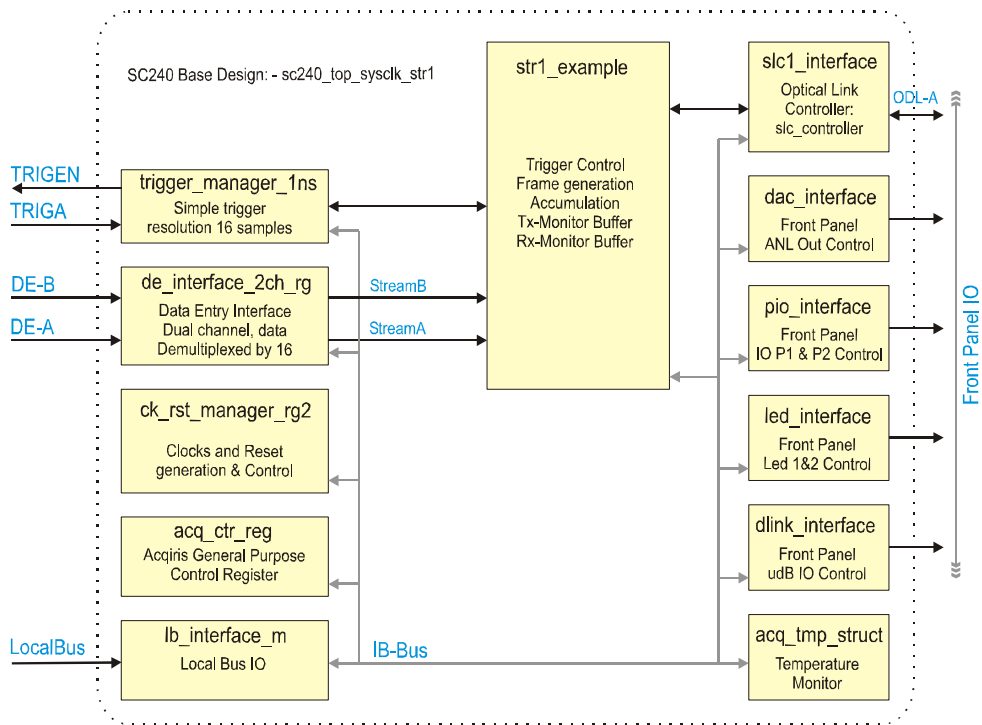 SC240 Base Design: - sc240_top_sysclk_str1
TRIGEN
TRIGA
DE-B
DE-A
LocalBus
trigger_manager_1ns
Simple trigger
resolution 16 samples
de_interface_2ch_rg
Data Entry Interface
Dual channel, data
Demultiplexed by 16
ck_rst_manager_rg2
Clocks and Reset
generation & Control
acq_ctr_reg
Acqiris General Purpose
Control Register
lb_interface_m
Local Bus IO
StreamB
StreamA
IB-Bus
str1_example
Trigger Control
Frame generation
Accumulation
Tx-Monitor Buffer
Rx-Monitor Buffer
slc1_interface
Optical Link
Controller:
slc_controller
dac_interface
Front Panel
ANL Out Control
pio_interface
Front Panel
IO P1 & P2 Control
led_interface
Front Panel
Led 1&2 Control
dlink_interface
Front Panel
udB IO Control
acq_tmp_struct
Temperature
Monitor
ODL-A
Front Panel IO